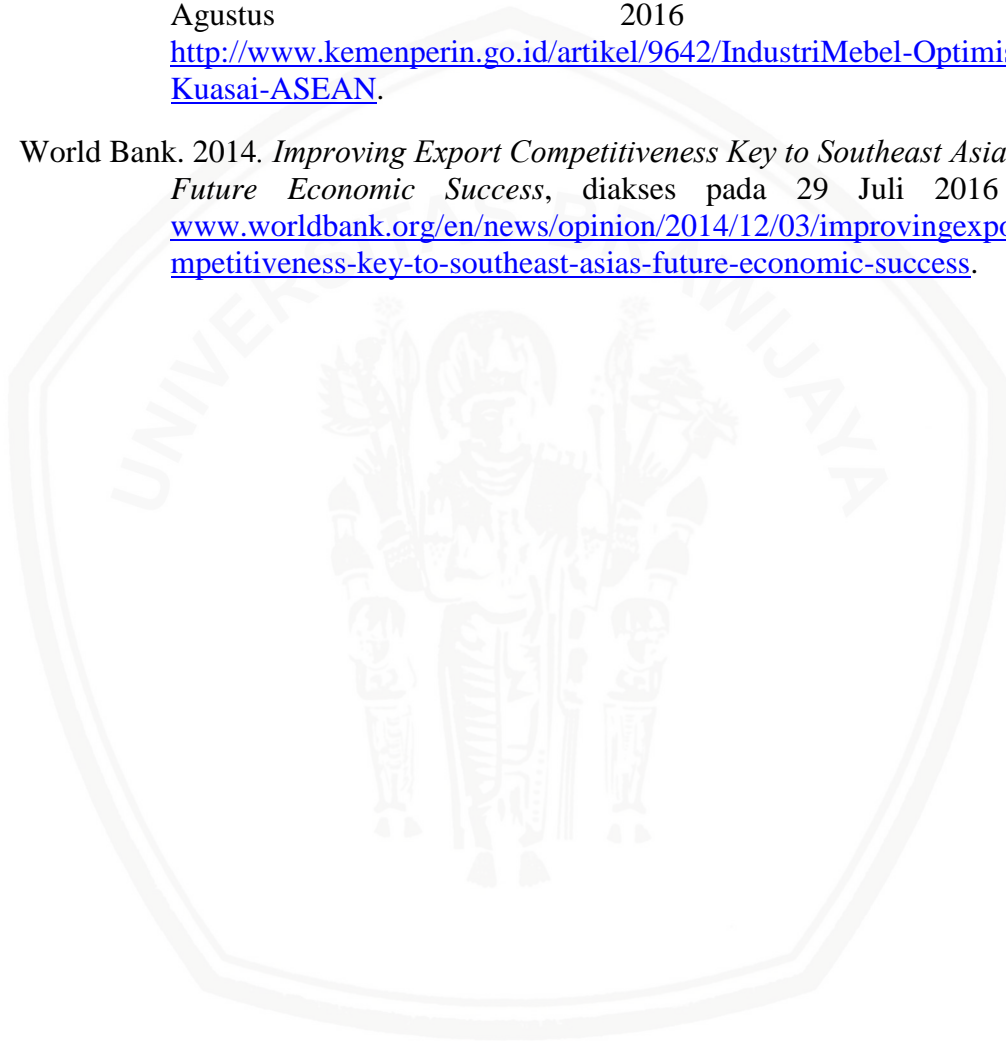 Agustus 2016
http://www.kemenperin.go.id/artikel/9642/IndustriMebel-Optimis
Kuasai-ASEAN.
World Bank. 2014. Improving Export Competitiveness Key to Southeast Asia
Future Economic Success, diakses pada 29 Juli 2016
www.worldbank.org/en/news/opinion/2014/12/03/improvingexpo
mpetitiveness-key-to-southeast-asias-future-economic-success.
UNIVERSITAS BRAWIJAYA